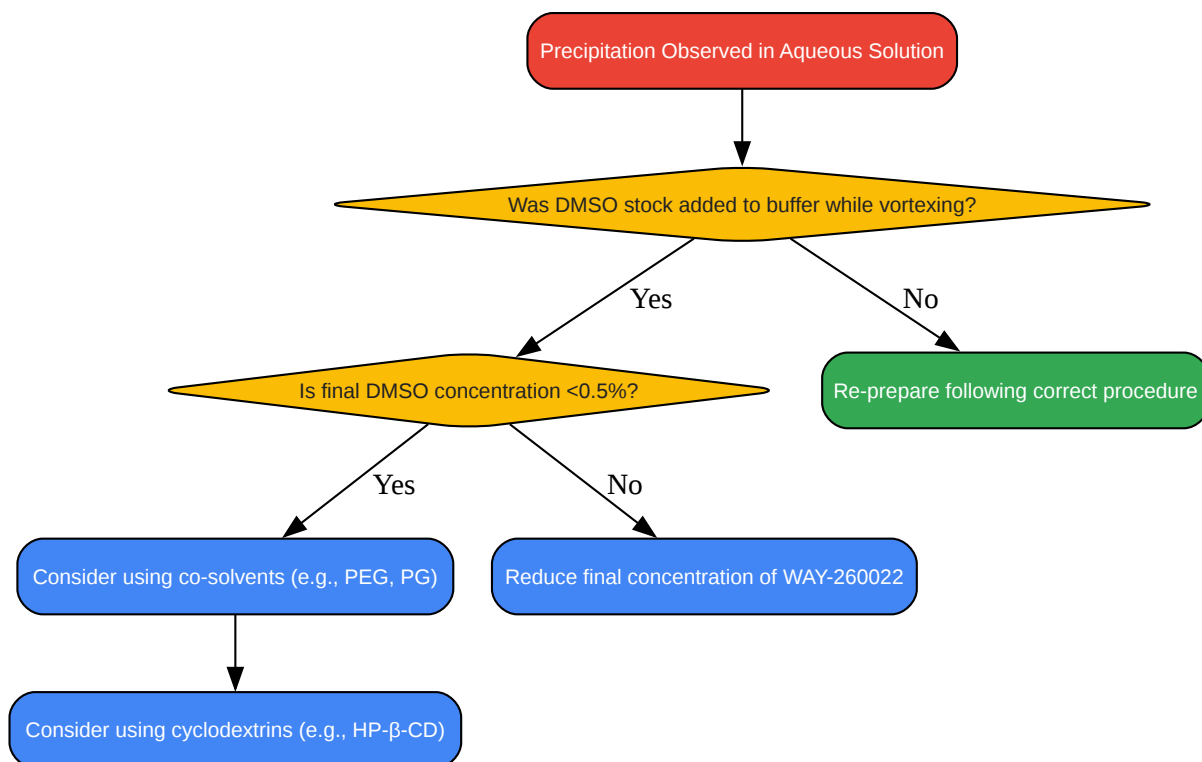 Precipitation Observed in Aqueous Solution
Was DMSO stock added to buffer while vortexing?
Yes
No
Is final DMSO concentration <0.5%?
Re-prepare following correct procedure
Yes
No
Consider using co-solvents (e.g., PEG, PG)
Reduce final concentration of WAY-260022
Consider using cyclodextrins (e.g., HP-β-CD)